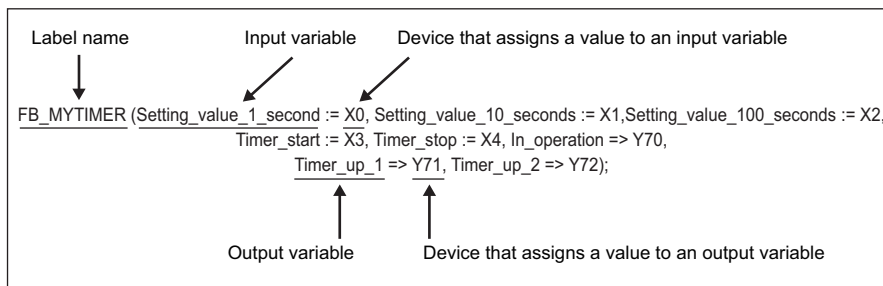 Label name Input variable Device that assigns a value to an input variable
FB_MYTIMER (Setting_value_1_second := X0, Setting_value_10_seconds := X1,Setting_value_100_seconds := X2,
Timer_start := X3, Timer_stop := X4, In_operation => Y70,
Timer_up_1 => Y71, Timer_up_2 => Y72);
Output variable Device that assigns a value to an output variable